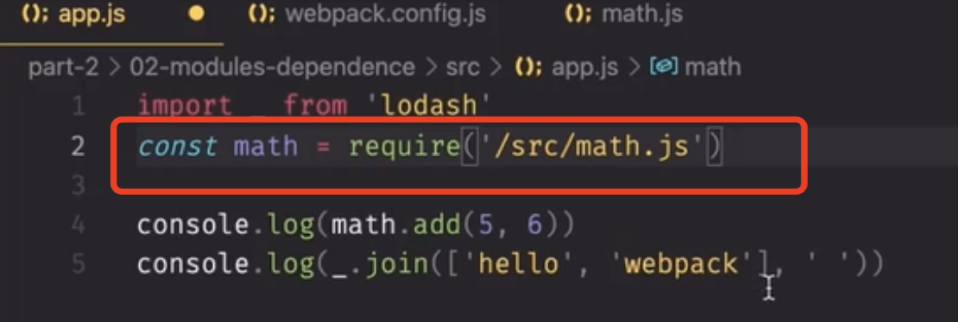 (); app.js ● (); webpack.config.js (); math.js
part-2 > 02-modules-dependence > src > (); app.js > math
1 import _ from 'lodash'
2 const math = require('/src/math.js')
3
4 console.log(math.add(5, 6))
5 console.log(_.join(['hello', 'webpack'], ' '))